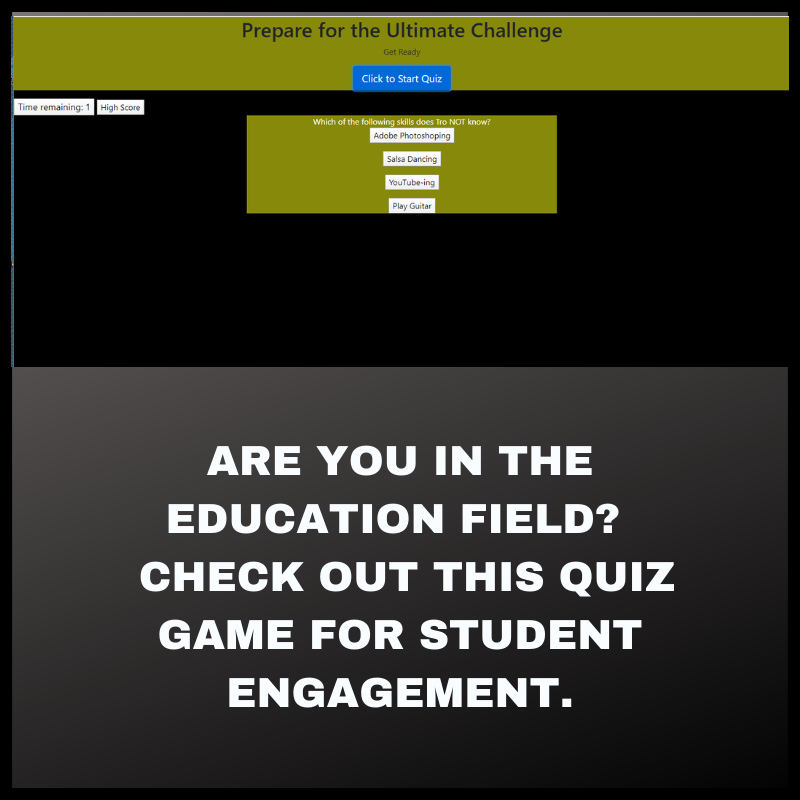 Prepare for the Ultimate Challenge
Get Ready
Click to Start Quiz
Time remaining: 1 High Score
Which of the following skills does Tro NOT know?
Adobe Photoshoping
Salsa Dancing
YouTube-ing
Play Guitar
ARE YOU IN THE
EDUCATION FIELD?
CHECK OUT THIS QUIZ
GAME FOR STUDENT
ENGAGEMENT.